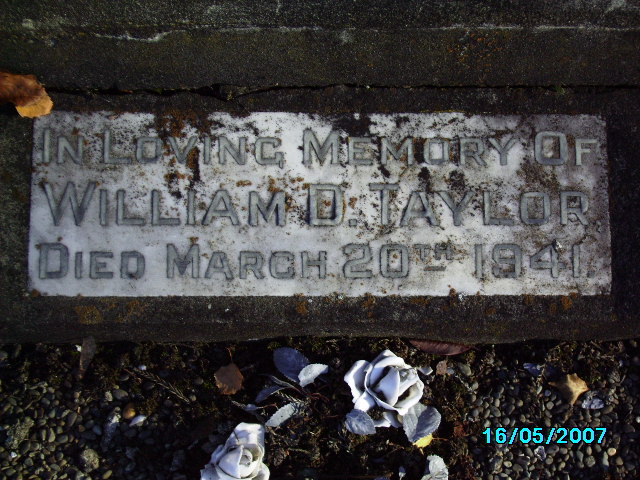 In Loving Memory Of
William D. Taylor
Died March 20th 1941.
16/05/2007